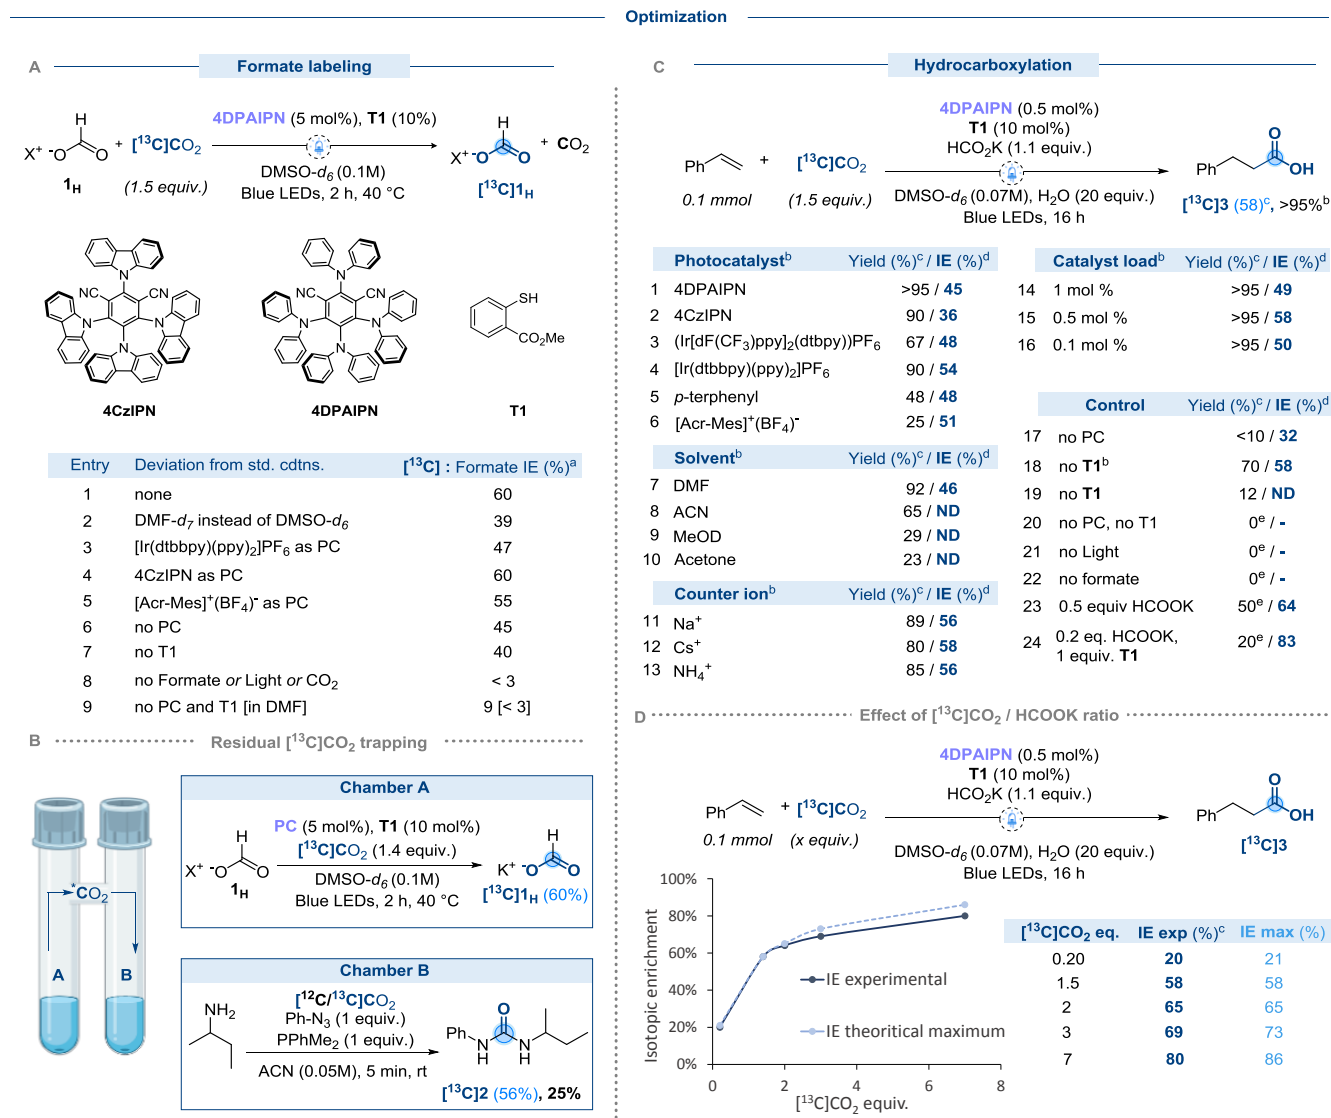 Optimization
A
Formate labeling
4DPAIPN (5 mol%), T1 (10%)
H
X⁺ ⁻O O + [¹³C]CO₂
DMSO-d₆ (0.1M)
Blue LEDs, 2 h, 40 °C
H
X⁺ ⁻O O + CO₂
1H (1.5 equiv.) [¹³C]1H
N
NC CN
N N
N
4CzIPN
N
NC CN
N N
N
4DPAIPN
SH
CO₂Me
T1
Entry Deviation from std. cdtns. [¹³C] : Formate IE (%)ᵃ
1 none 60
2 DMF-d₇ instead of DMSO-d₆ 39
3 [Ir(dtbbpy)(ppy)₂]PF₆ as PC 47
4 4CzIPN as PC 60
5 [Acr-Mes]⁺(BF₄)⁻ as PC 55
6 no PC 45
7 no T1 40
8 no Formate or Light or CO₂ < 3
9 no PC and T1 [in DMF] 9 [< 3]
B
Residual [¹³C]CO₂ trapping
*CO₂
A B
Chamber A
PC (5 mol%), T1 (10 mol%)
[¹³C]CO₂ (1.4 equiv.)
DMSO-d₆ (0.1M)
Blue LEDs, 2 h, 40 °C
H
X⁺ ⁻O O
1H
H
K⁺ ⁻O O
[¹³C]1H (60%)
Chamber B
NH₂
[¹²C/¹³C]CO₂
Ph-N₃ (1 equiv.)
PPhMe₂ (1 equiv.)
ACN (0.05M), 5 min, rt
O
Ph N N
H H
[¹³C]2 (56%), 25%
C
Hydrocarboxylation
4DPAIPN (0.5 mol%)
T1 (10 mol%)
HCO₂K (1.1 equiv.)
Ph + [¹³C]CO₂
0.1 mmol (1.5 equiv.)
DMSO-d₆ (0.07M), H₂O (20 equiv.)
Blue LEDs, 16 h
O
Ph OH
[¹³C]3 (58)ᶜ, >95%ᵇ
Photocatalystᵇ Yield (%)ᶜ / IE (%)ᵈ
1 4DPAIPN >95 / 45
2 4CzIPN 90 / 36
3 (Ir[dF(CF₃)ppy]₂(dtbpy))PF₆ 67 / 48
4 [Ir(dtbbpy)(ppy)₂]PF₆ 90 / 54
5 p-terphenyl 48 / 48
6 [Acr-Mes]⁺(BF₄)⁻ 25 / 51
Solventᵇ Yield (%)ᶜ / IE (%)ᵈ
7 DMF 92 / 46
8 ACN 65 / ND
9 MeOD 29 / ND
10 Acetone 23 / ND
Counter ionᵇ Yield (%)ᶜ / IE (%)ᵈ
11 Na⁺ 89 / 56
12 Cs⁺ 80 / 58
13 NH₄⁺ 85 / 56
Catalyst loadᵇ Yield (%)ᶜ / IE (%)ᵈ
14 1 mol % >95 / 49
15 0.5 mol % >95 / 58
16 0.1 mol % >95 / 50
Control Yield (%)ᶜ / IE (%)ᵈ
17 no PC <10 / 32
18 no T1ᵇ 70 / 58
19 no T1 12 / ND
20 no PC, no T1 0ᵉ / -
21 no Light 0ᵉ / -
22 no formate 0ᵉ / -
23 0.5 equiv HCOOK 50ᵉ / 64
24 0.2 eq. HCOOK, 20ᵉ / 83
1 equiv. T1
D
Effect of [¹³C]CO₂ / HCOOK ratio
4DPAIPN (0.5 mol%)
T1 (10 mol%)
HCO₂K (1.1 equiv.)
Ph + [¹³C]CO₂
0.1 mmol (x equiv.)
DMSO-d₆ (0.07M), H₂O (20 equiv.)
Blue LEDs, 16 h
O
Ph OH
[¹³C]3
Isotopic enrichment
100%
80%
60%
40%
20%
0%
IE experimental
IE theoritical maximum
0 2 4 6 8
[¹³C]CO₂ equiv.
[¹³C]CO₂ eq. IE exp (%)ᶜ IE max (%)
0.20 20 21
1.5 58 58
2 65 65
3 69 73
7 80 86